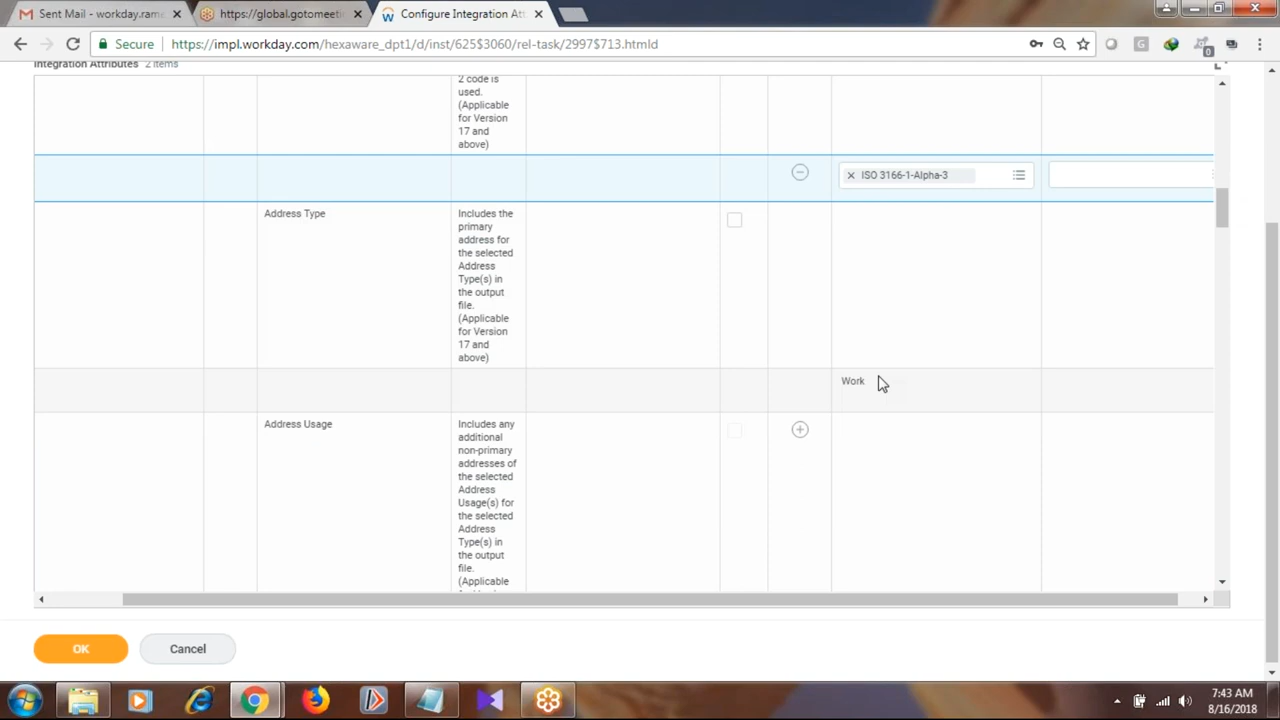 Sent Mail - workday.rame
https://global.gotomeeti
Configure Integration Att
Secure
https://impl.workday.com/hexaware_dpt1/d/inst/625$3060/rel-task/2997$713.htmld
0
Integration Attributes 2 items
2 code is
used.
(Applicable
for Version
17 and
above)
ISO 3166-1-Alpha-3
Address Type
Includes the
primary
address for
the selected
Address
Type(s) in
the output
file.
(Applicable
for Version
17 and
above)
Work
Address Usage
Includes any
additional
non-primary
addresses of
the selected
Address
Usage(s) for
the selected
Address
Type(s) in
the output
file.
(Applicable
OK
Cancel
7:43 AM
8/16/2018